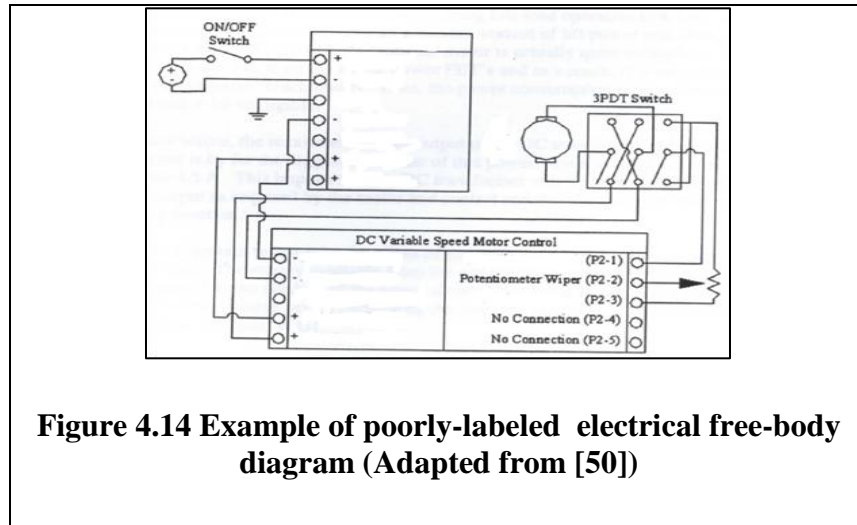 ON/OFF
Switch
+
-
-
-
+
+
3PDT Switch
DC Variable Speed Motor Control
-
-
+
+
(P2-1)
Potentiometer Wiper (P2-2)
(P2-3)
No Connection (P2-4)
No Connection (P2-5)
+
-
Figure 4.14 Example of poorly-labeled electrical free-body
diagram (Adapted from [50])